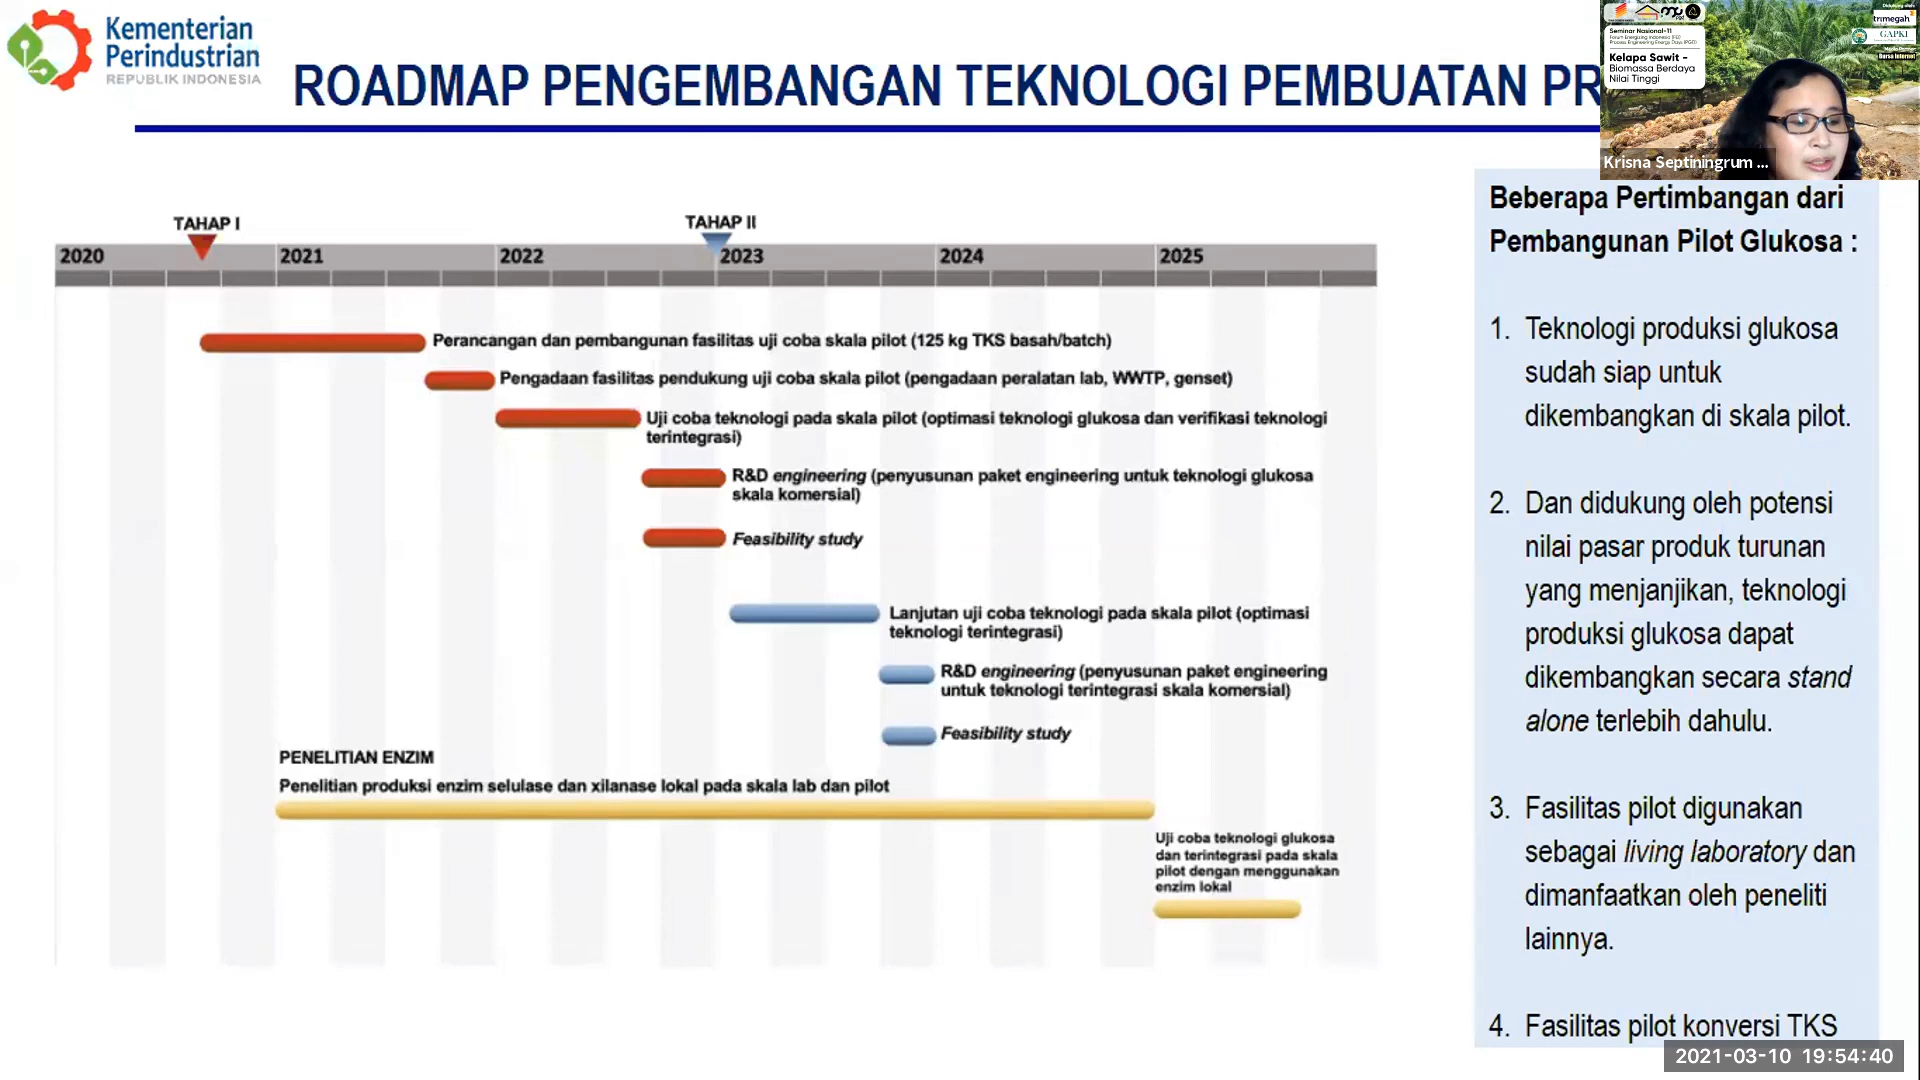 Kementerian
Perindustrian
REPUBLIK INDONESIA
ROADMAP PENGEMBANGAN TEKNOLOGI PEMBUATAN PR
Didukung oleh:
trimegah
GAPKI
Seminar Nasional-11
Kelapa Sawit -
Biomassa Berdaya
Nilai Tinggi
Krisna Septiningrum ...
TAHAP I
TAHAP II
2020
2021
2022
2023
2024
2025
Perancangan dan pembangunan fasilitas uji coba skala pilot (125 kg TKS basah/batch)
Pengadaan fasilitas pendukung uji coba skala pilot (pengadaan peralatan lab, WWTP, genset)
Uji coba teknologi pada skala pilot (optimasi teknologi glukosa dan verifikasi teknologi
terintegrasi)
R&D engineering (penyusunan paket engineering untuk teknologi glukosa
skala komersial)
Feasibility study
Lanjutan uji coba teknologi pada skala pilot (optimasi
teknologi terintegrasi)
R&D engineering (penyusunan paket engineering
untuk teknologi terintegrasi skala komersial)
Feasibility study
PENELITIAN ENZIM
Penelitian produksi enzim selulase dan xilanase lokal pada skala lab dan pilot
Uji coba teknologi glukosa
dan terintegrasi pada skala
pilot dengan menggunakan
enzim lokal
Beberapa Pertimbangan dari
Pembangunan Pilot Glukosa :
1. Teknologi produksi glukosa
sudah siap untuk
dikembangkan di skala pilot.
2. Dan didukung oleh potensi
nilai pasar produk turunan
yang menjanjikan, teknologi
produksi glukosa dapat
dikembangkan secara stand
alone terlebih dahulu.
3. Fasilitas pilot digunakan
sebagai living laboratory dan
dimanfaatkan oleh peneliti
lainnya.
4. Fasilitas pilot konversi TKS
2021-03-10 19:54:40